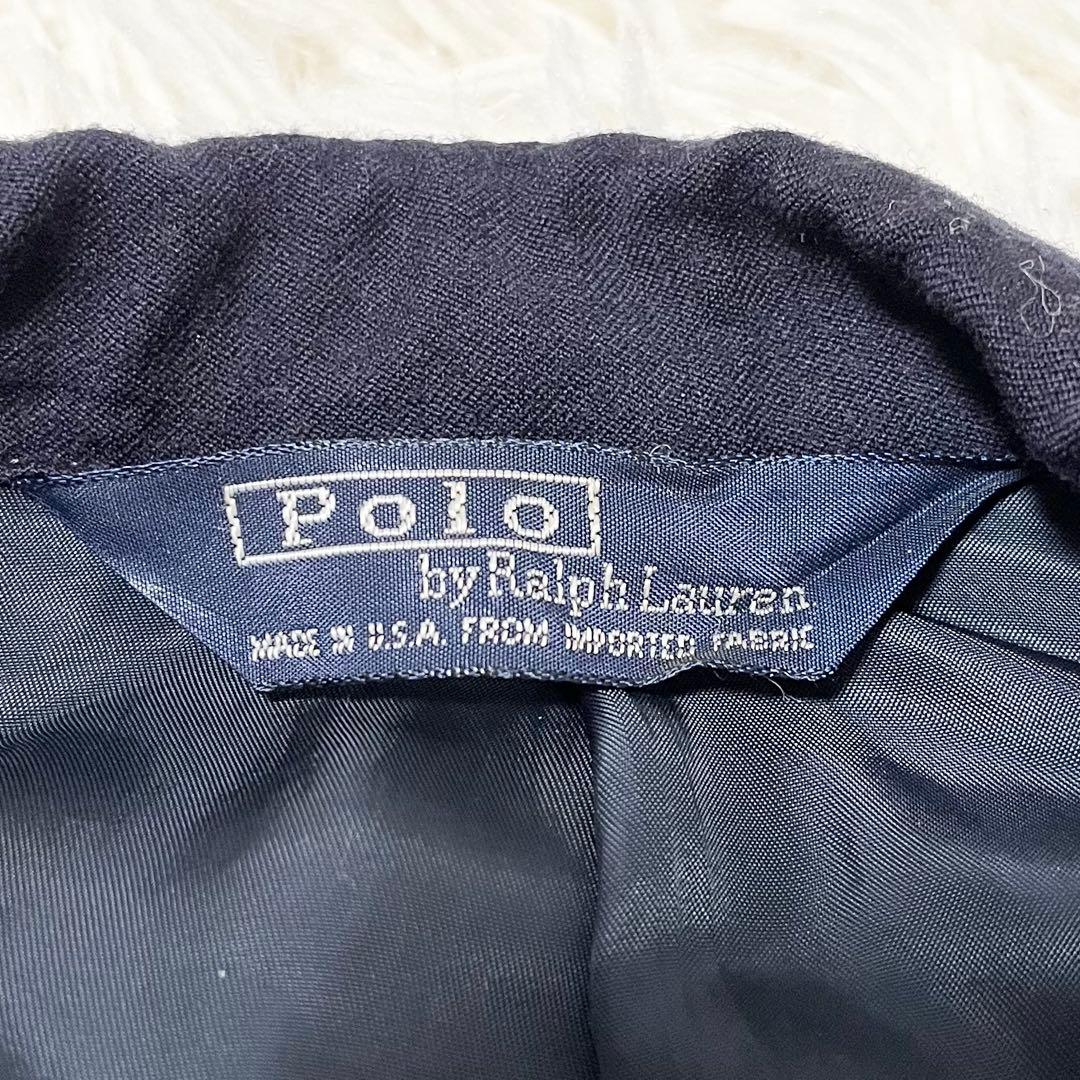 Polo
by Ralph Lauren
MADE IN U.S.A. FROM IMPORTED FABRIC